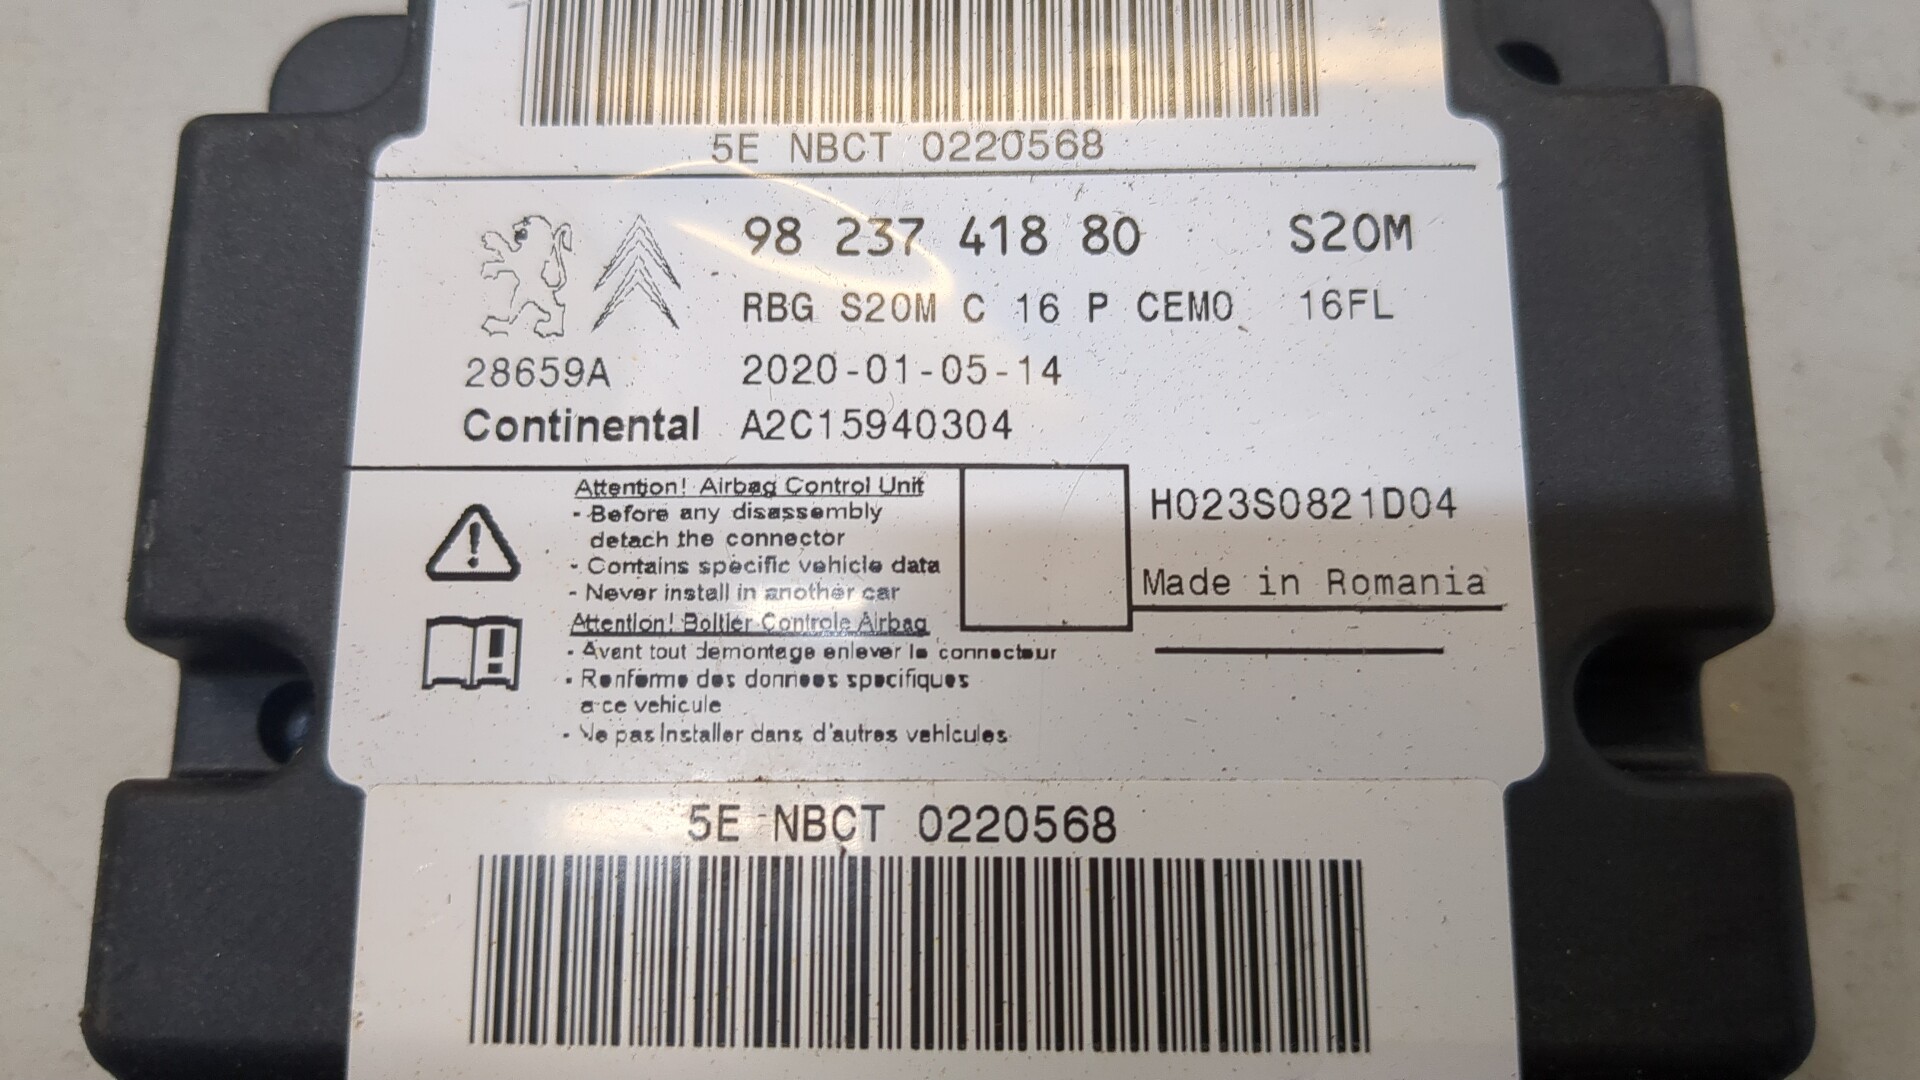 5E NBCT 0220568
98 237 418 80 S20M
RBG S20M C 16 P CEM0 16FL
28659A 2020-01-05-14
Continental A2C15940304
Attention! Airbag Control Unit
- Before any disassembly
detach the connector
- Contains specific vehicle data
- Never install in another car
H023S0821D04
Made in Romania
Attention! Boitier Controle Airbag
- Avant tout demontage enlever le connecteur
- Renferme des donnees specifiques
a ce vehicule
- Ne pas Installer dans d'autres vehicules
5E NBCT 0220568